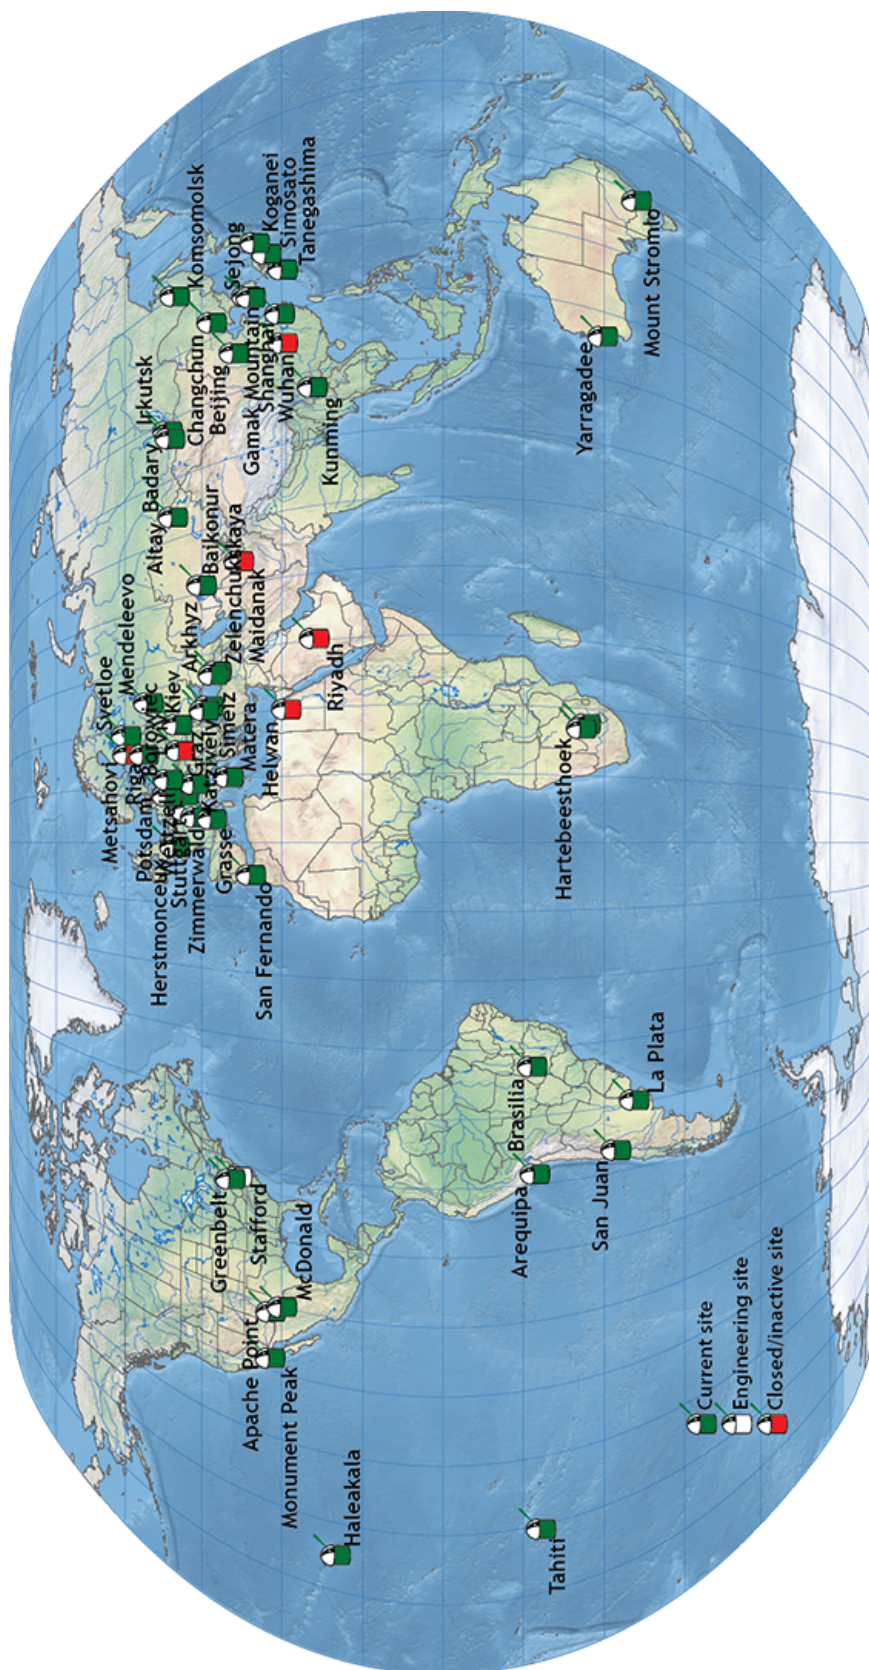 Haleakala
Tahiti
Monument Peak
Apache Point
McDonald
Greenbelt
Stafford
Arequipa
San Juan
Brasilia
La Plata
San Fernando
Herstmonceux
Zimmerwald
Grasse
Stuttgart
Wettzell
Potsdam
Metsahovi
Riga
Borowiec
Graz
Matera
Svetloe
Mendeleevo
Kiev
Katzively
Simeiz
Helwan
Riyadh
Hartebeesthoek
Arkhyz
Zelenchukskaya
Baikonur
Maidanak
Altay
Badary
Irkutsk
Kunming
Wuhan
Beijing
Changchun
Shanghai
Gamak Mountain
Sejong
Komsomolsk
Koganei
Simosato
Tanegashima
Yarragadee
Mount Stromlo
Current site
Engineering site
Closed/inactive site